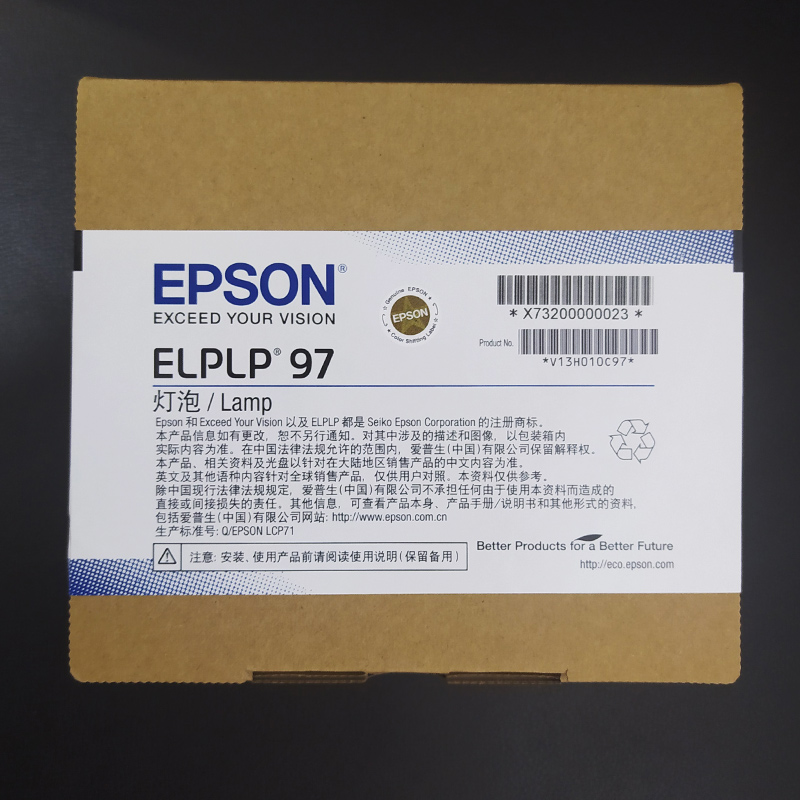 EPSON®
EXCEED YOUR VISION
Genuine EPSON
EPSON
Color Shifting Label
* X73200000023 *
Product No.
*V13H010C97*
ELPLP® 97
灯泡 / Lamp
Epson 和 Exceed Your Vision 以及 ELPLP 都是 Seiko Epson Corporation 的注册商标。
本产品信息如有更改，恕不另行通知。对其中涉及的描述和图像，以包装箱内
实际内容为准。在中国法律法规允许的范围内，爱普生(中国)有限公司保留解释权。
本产品、相关资料及光盘以针对在大陆地区销售产品的中文内容为准。
英文及其他语种内容针对全球销售产品，仅供用户对照。本资料仅供参考。
除中国现行法律法规规定，爱普生(中国)有限公司不承担任何由于使用本资料而造成的
直接或间接损失的责任。其他信息，可查看产品本身、产品手册/说明书和其他形式的资料，
包括爱普生(中国)有限公司网站: http://www.epson.com.cn
生产标准号: Q/EPSON LCP71
注意: 安装、使用产品前请阅读使用说明(保留备用)
Better Products for a Better Future
http://eco.epson.com